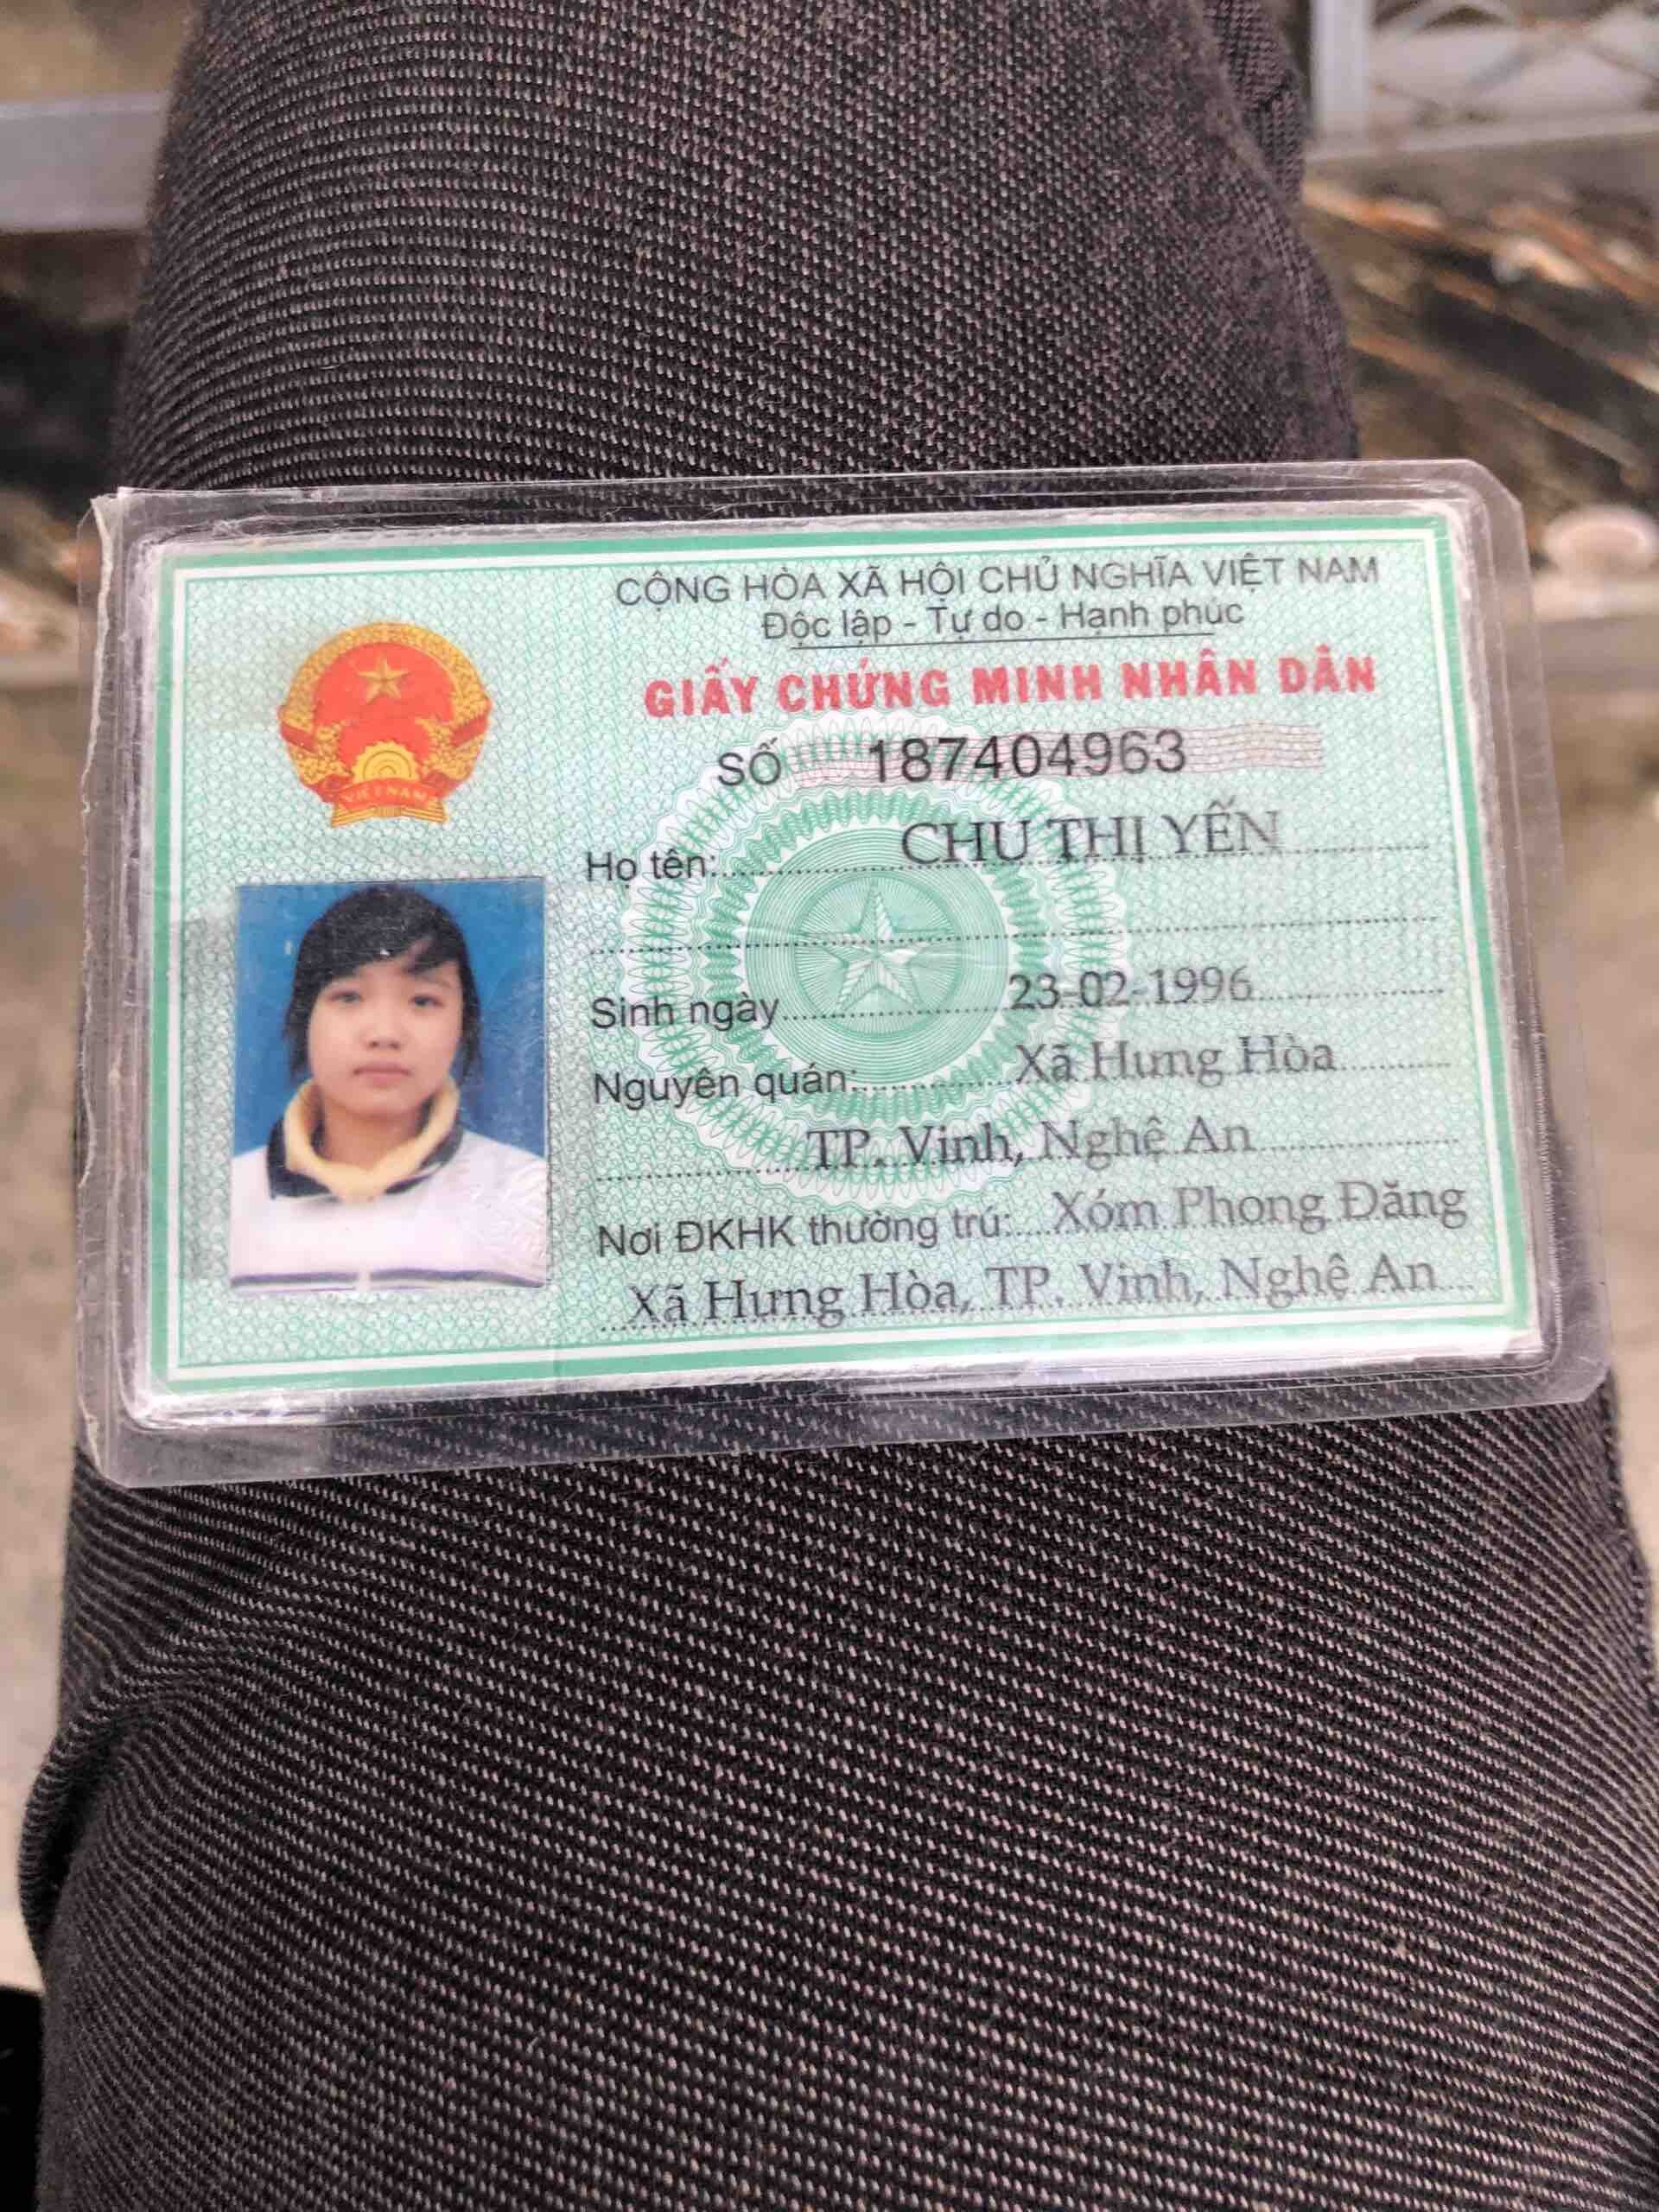 CỘNG HÒA XÃ HỘI CHỦ NGHĨA VIỆT NAM
Độc lập - Tự do - Hạnh phúc
GIẤY CHỨNG MINH NHÂN DÂN
SỐ 187404963
Họ tên: CHU THỊ YẾN
Sinh ngày 23-02-1996
Nguyên quán: Xã Hưng Hòa
TP. Vinh, Nghệ An
Nơi ĐKHK thường trú: Xóm Phong Đăng
Xã Hưng Hòa, TP. Vinh, Nghệ An
VIỆT NAM